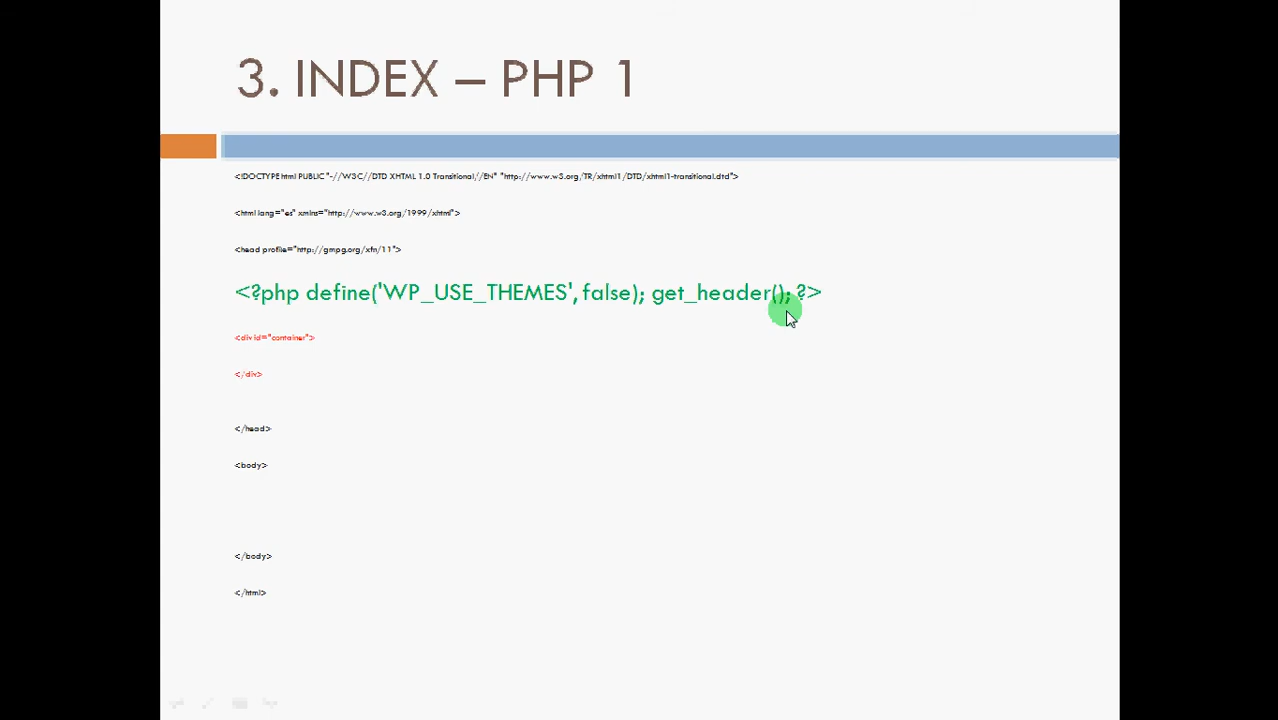 3. INDEX – PHP 1
<!DOCTYPE html PUBLIC "-//W3C//DTD XHTML 1.0 Transitional//EN" "http://www.w3.org/TR/xhtml1/DTD/xhtml1-transitional.dtd">
<html lang="es" xmlns="http://www.w3.org/1999/xhtml">
<head profile="http://gmpg.org/xfn/11">
<?php define('WP_USE_THEMES', false); get_header(); ?>
<div id="container">
</div>
</head>
<body>
</body>
</html>